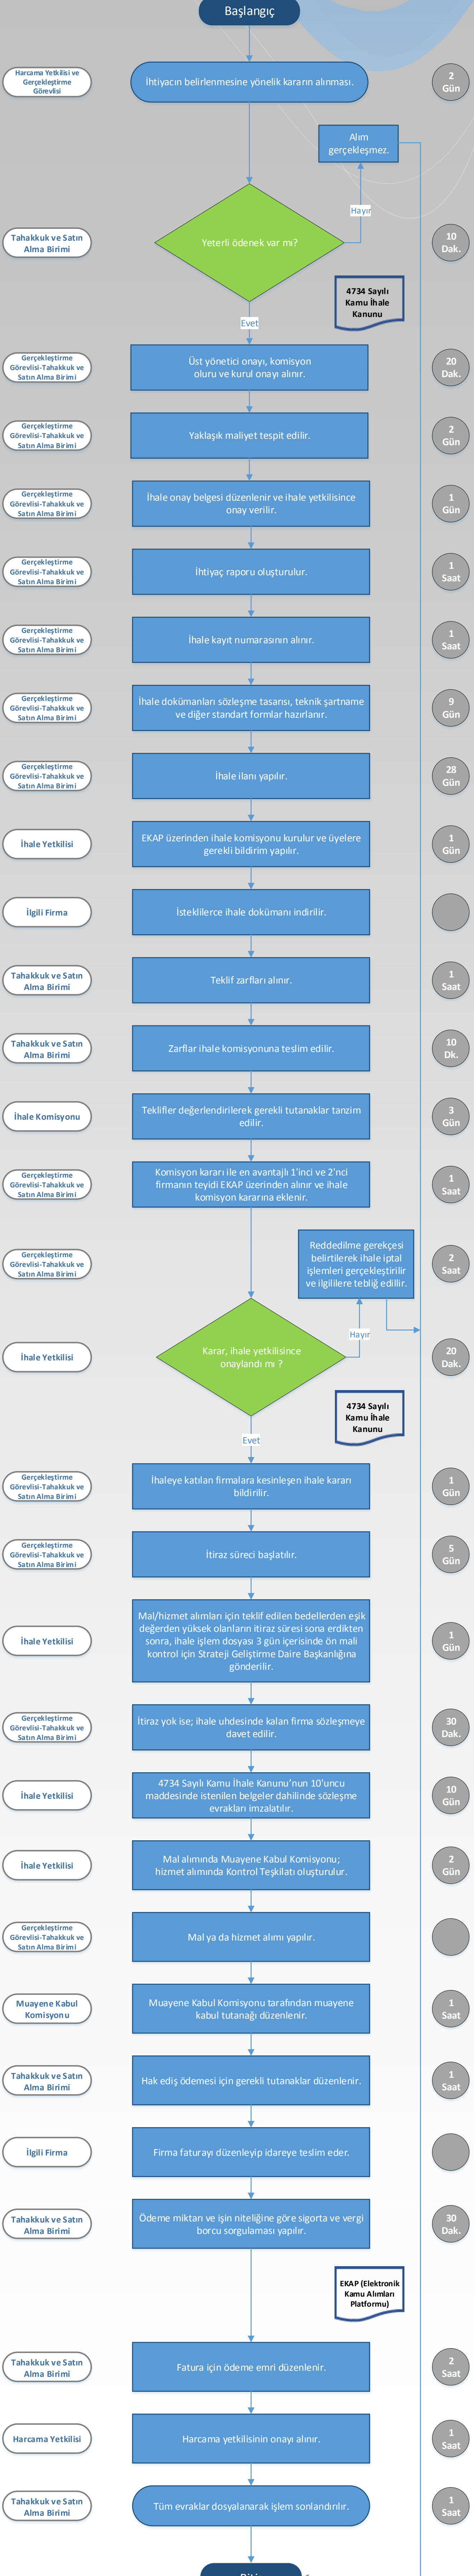 Başlangıç
Harcama Yetkilisi ve
Gerçekleştirme
Görevlisi
İhtiyacın belirlenmesine yönelik kararın alınması.
2
Gün
Alım
gerçekleşmez.
Hayır
Tahakkuk ve Satın
Alma Birimi
Yeterli ödenek var mı?
10
Dak.
4734 Sayılı
Kamu İhale
Kanunu
Evet
Gerçekleştirme
Görevlisi-Tahakkuk ve
Satın Alma Birimi
Üst yönetici onayı, komisyon
oluru ve kurul onayı alınır.
20
Dak.
Gerçekleştirme
Görevlisi-Tahakkuk ve
Satın Alma Birimi
Yaklaşık maliyet tespit edilir.
2
Gün
Gerçekleştirme
Görevlisi-Tahakkuk ve
Satın Alma Birimi
İhale onay belgesi düzenlenir ve ihale yetkilisince
onay verilir.
1
Gün
Gerçekleştirme
Görevlisi-Tahakkuk ve
Satın Alma Birimi
İhtiyaç raporu oluşturulur.
1
Saat
Gerçekleştirme
Görevlisi-Tahakkuk ve
Satın Alma Birimi
İhale kayıt numarasının alınır.
1
Saat
Gerçekleştirme
Görevlisi-Tahakkuk ve
Satın Alma Birimi
İhale dokümanları sözleşme tasarısı, teknik şartname
ve diğer standart formlar hazırlanır.
9
Gün
Gerçekleştirme
Görevlisi-Tahakkuk ve
Satın Alma Birimi
İhale ilanı yapılır.
28
Gün
İhale Yetkilisi
EKAP üzerinden ihale komisyonu kurulur ve üyelere
gerekli bildirim yapılır.
1
Gün
İlgili Firma
İsteklilerce ihale dokümanı indirilir.
Tahakkuk ve Satın
Alma Birimi
Teklif zarfları alınır.
1
Saat
Tahakkuk ve Satın
Alma Birimi
Zarflar ihale komisyonuna teslim edilir.
10
Dk.
İhale Komisyonu
Teklifler değerlendirilerek gerekli tutanaklar tanzim
edilir.
3
Gün
Gerçekleştirme
Görevlisi-Tahakkuk ve
Satın Alma Birimi
Komisyon kararı ile en avantajlı 1'inci ve 2'nci
firmanın teyidi EKAP üzerinden alınır ve ihale
komisyon kararına eklenir.
1
Saat
Gerçekleştirme
Görevlisi-Tahakkuk ve
Satın Alma Birimi
Reddedilme gerekçesi
belirtilerek ihale iptal
işlemleri gerçekleştirilir
ve ilgililere tebliğ edillir.
2
Saat
Hayır
İhale Yetkilisi
Karar, ihale yetkilisince
onaylandı mı ?
20
Dak.
4734 Sayılı
Kamu İhale
Kanunu
Evet
Gerçekleştirme
Görevlisi-Tahakkuk ve
Satın Alma Birimi
İhaleye katılan firmalara kesinleşen ihale kararı
bildirilir.
1
Gün
Gerçekleştirme
Görevlisi-Tahakkuk ve
Satın Alma Birimi
İtiraz süreci başlatılır.
5
Gün
İhale Yetkilisi
Mal/hizmet alımları için teklif edilen bedellerden eşik
değerden yüksek olanların itiraz süresi sona erdikten
sonra, ihale işlem dosyası 3 gün içerisinde ön mali
kontrol için Strateji Geliştirme Daire Başkanlığına
gönderilir.
1
Gün
Gerçekleştirme
Görevlisi-Tahakkuk ve
Satın Alma Birimi
İtiraz yok ise; ihale uhdesinde kalan firma sözleşmeye
davet edilir.
30
Dak.
İhale Yetkilisi
4734 Sayılı Kamu İhale Kanunu'nun 10'uncu
maddesinde istenilen belgeler dahilinde sözleşme
evrakları imzalatılır.
10
Gün
İhale Yetkilisi
Mal alımında Muayene Kabul Komisyonu;
hizmet alımında Kontrol Teşkilatı oluşturulur.
2
Gün
Gerçekleştirme
Görevlisi-Tahakkuk ve
Satın Alma Birimi
Mal ya da hizmet alımı yapılır.
Muayene Kabul
Komisyonu
Muayene Kabul Komisyonu tarafından muayene
kabul tutanağı düzenlenir.
1
Saat
Tahakkuk ve Satın
Alma Birimi
Hak ediş ödemesi için gerekli tutanaklar düzenlenir.
1
Saat
İlgili Firma
Firma faturayı düzenleyip idareye teslim eder.
Tahakkuk ve Satın
Alma Birimi
Ödeme miktarı ve işin niteliğine göre sigorta ve vergi
borcu sorgulaması yapılır.
30
Dak.
EKAP (Elektronik
Kamu Alımları
Platformu)
Tahakkuk ve Satın
Alma Birimi
Fatura için ödeme emri düzenlenir.
2
Saat
Harcama Yetkilisi
Harcama yetkilisinin onayı alınır.
1
Saat
Tahakkuk ve Satın
Alma Birimi
Tüm evraklar dosyalanarak işlem sonlandırılır.
1
Saat